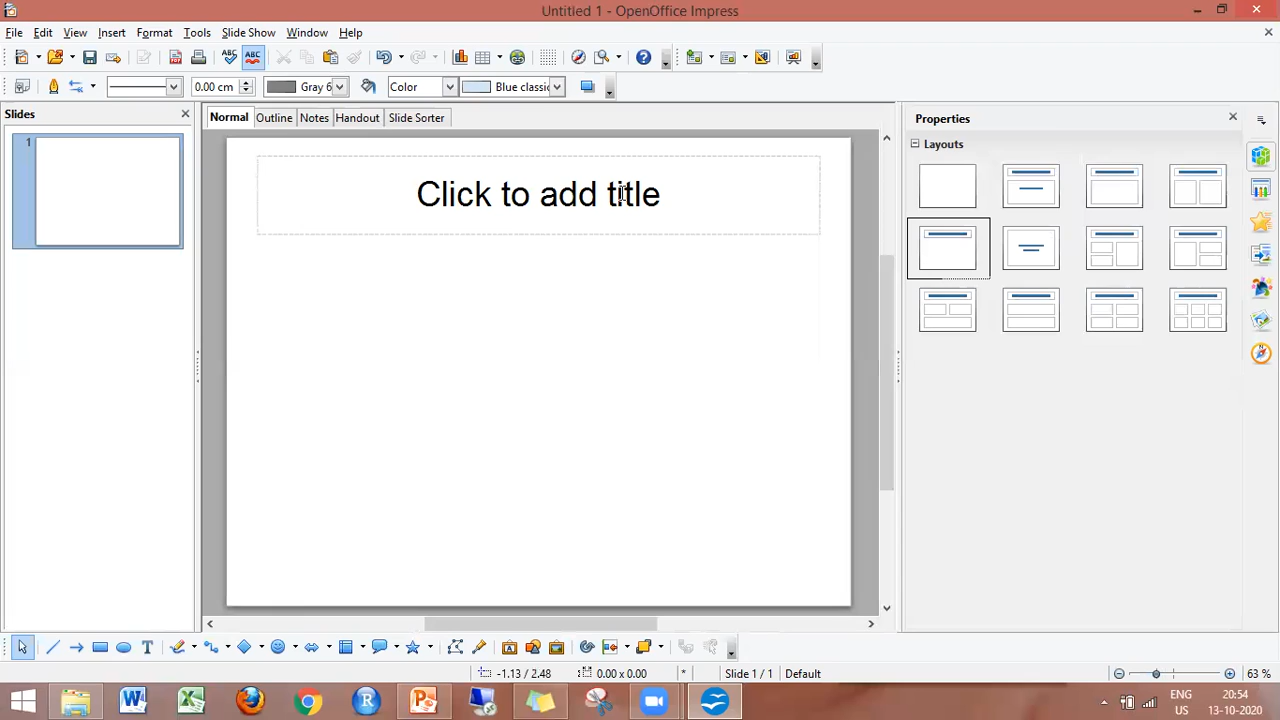 Untitled 1 - OpenOffice Impress
File Edit View Insert Format Tools Slide Show Window Help
ABC ABC
0.00 cm Gray 6 Color Blue classic
Slides
1
Normal Outline Notes Handout Slide Sorter
Click to add title
Properties
Layouts
-1.13 / 2.48 0.00 x 0.00 * Slide 1 / 1 Default 63 %
ENG 20:54
US 13-10-2020